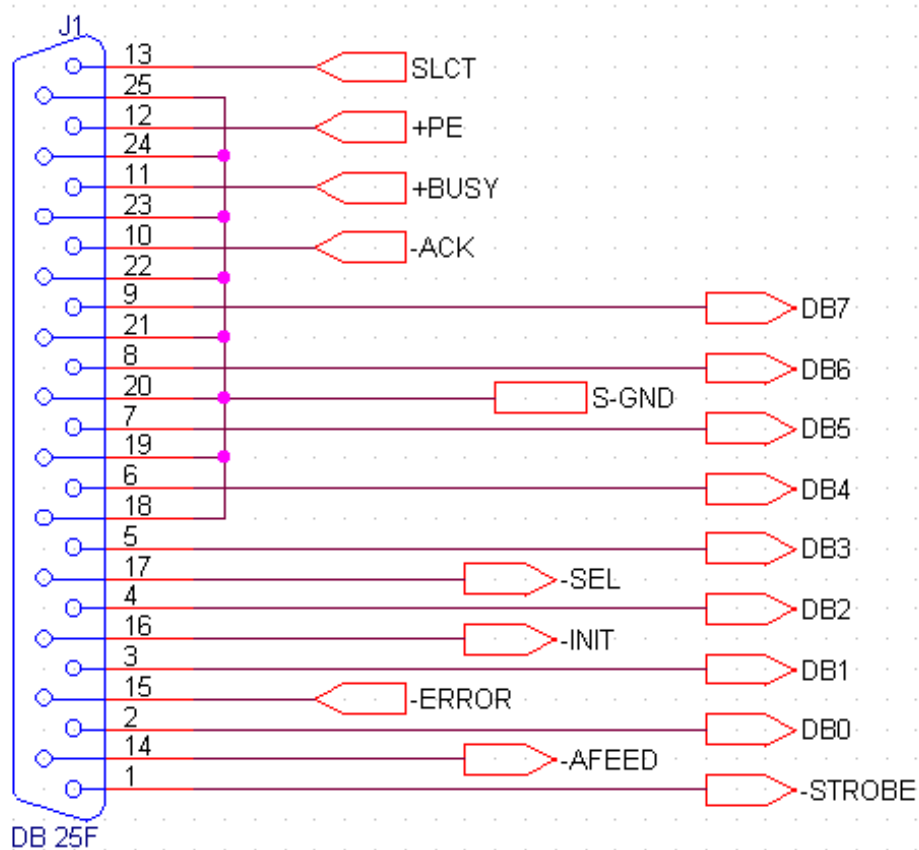 J1
13 SLCT
25
12 +PE
24
11 +BUSY
23
10 -ACK
22
9 DB7
21
8 DB6
20 S-GND
7 DB5
19
6 DB4
18
5 DB3
17 -SEL
4 DB2
16 -INIT
3 DB1
15 -ERROR
2 DB0
14 -AFEED
1 -STROBE
DB 25F